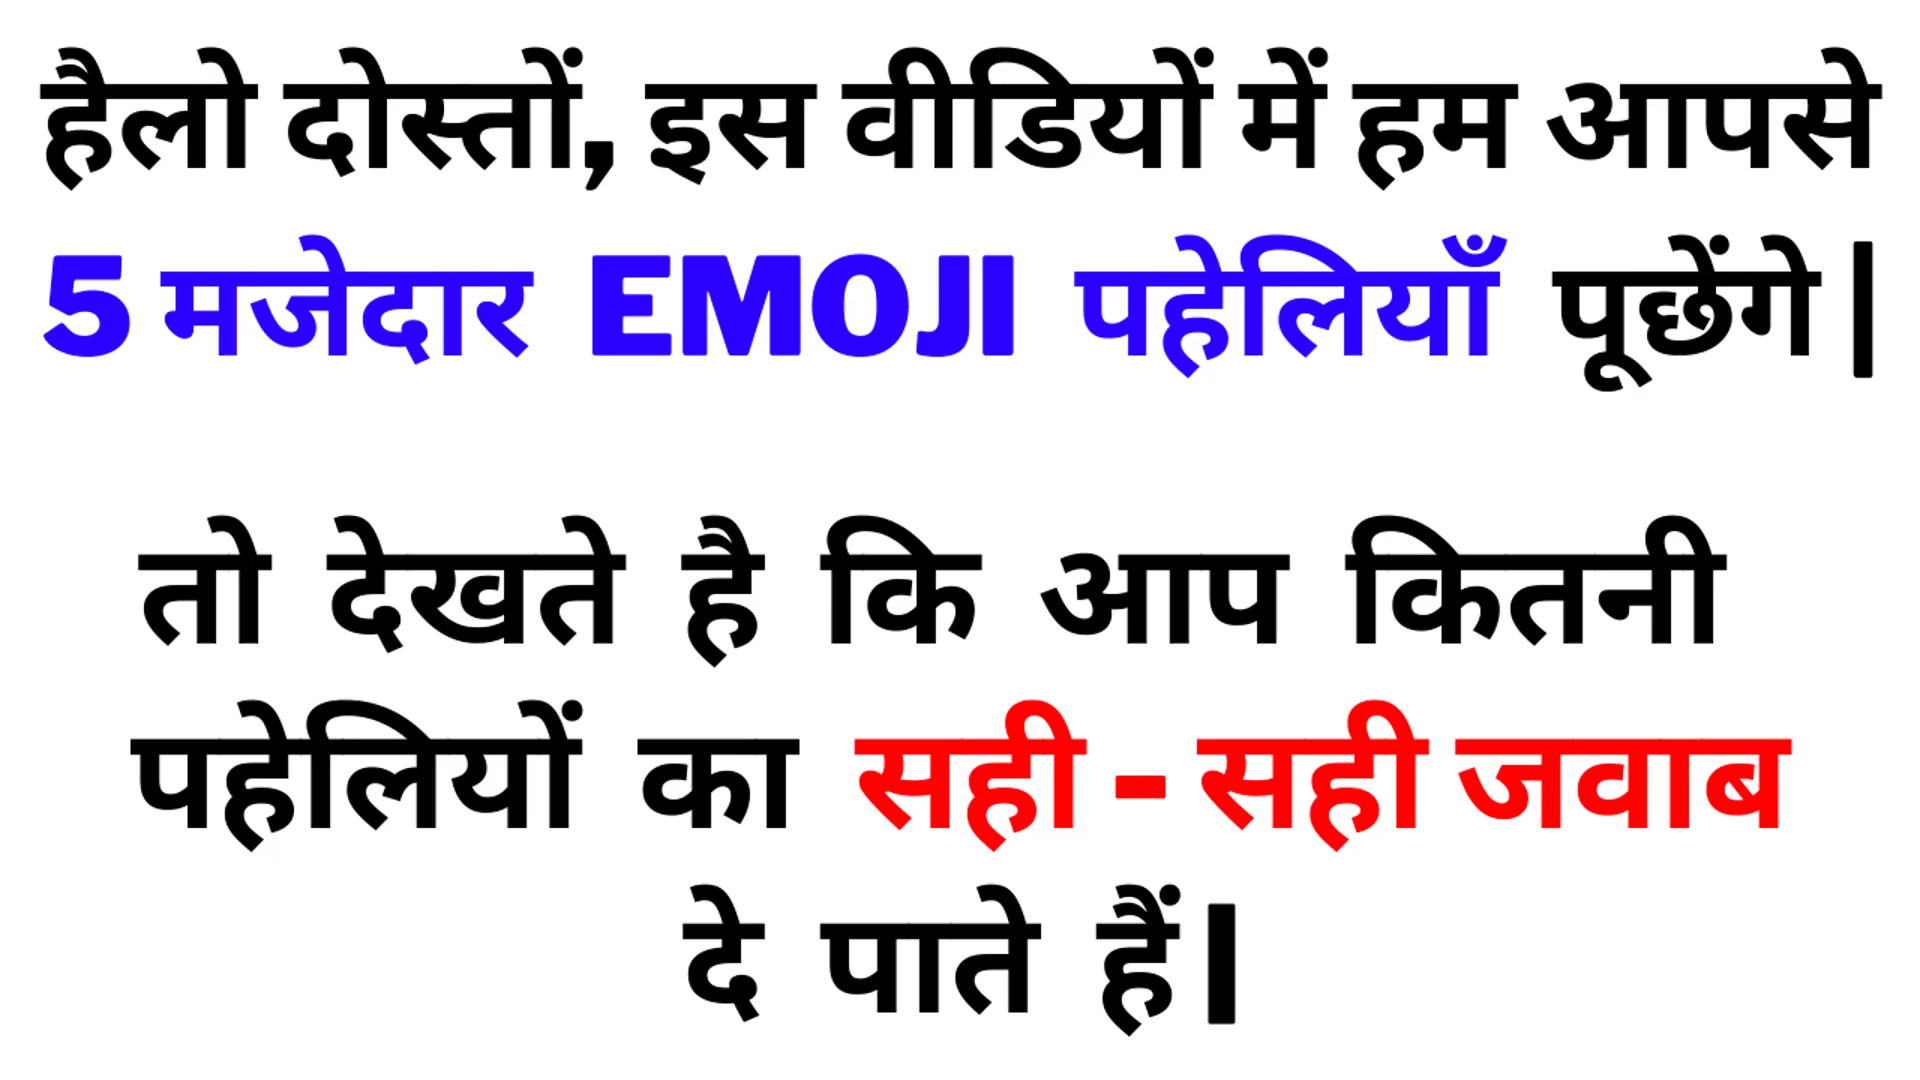 हैलो दोस्तों, इस वीडियों में हम आपसे
5 मजेदार EMOJI पहेलियाँ पूछेंगे |
तो देखते है कि आप कितनी
पहेलियों का सही - सही जवाब
दे पाते हैं |